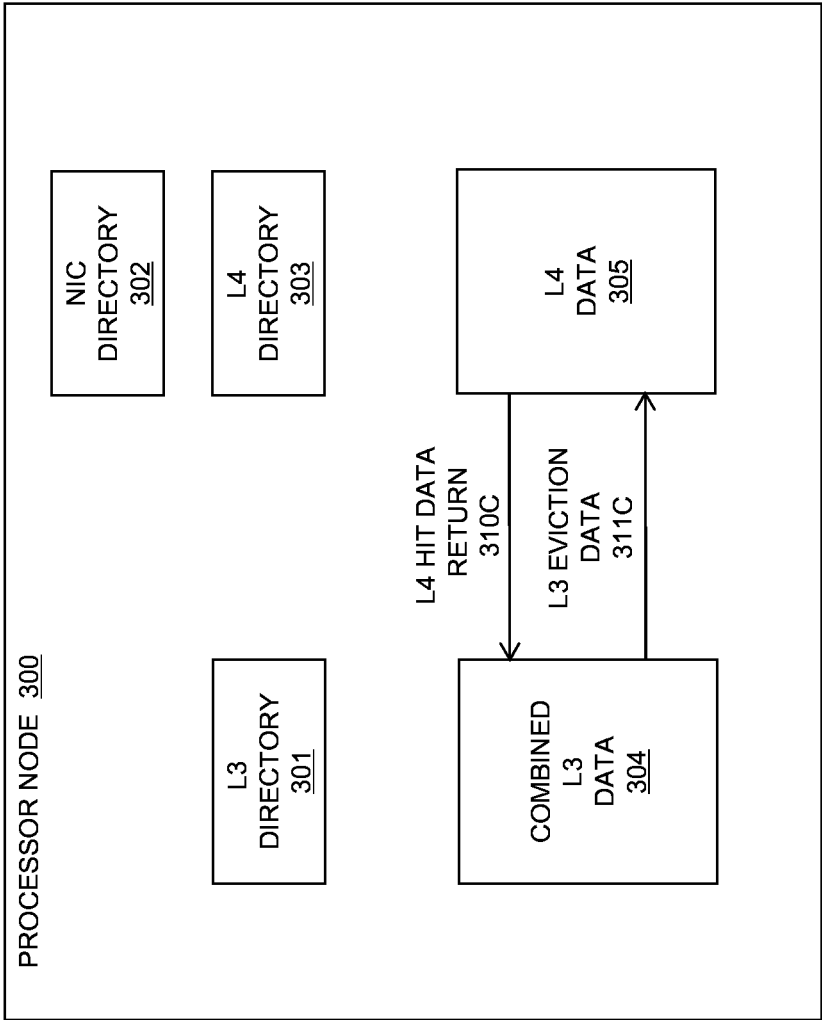 PROCESSOR NODE 300
L3
DIRECTORY
301
NIC
DIRECTORY
302
L4
DIRECTORY
303
COMBINED
L3
DATA
304
L4 HIT DATA
RETURN
310C
L3 EVICTION
DATA
311C
L4
DATA
305